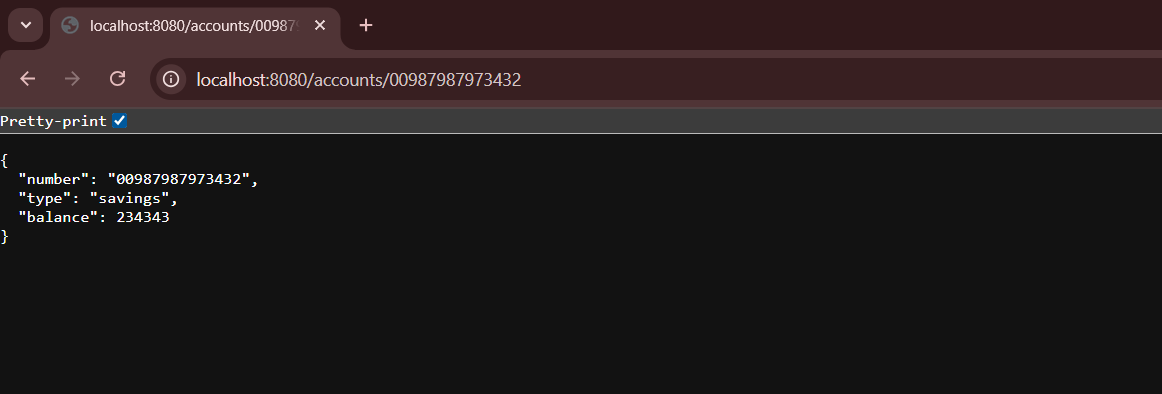 localhost:8080/accounts/00987
localhost:8080/accounts/00987987973432
Pretty-print
{
  "number": "00987987973432",
  "type": "savings",
  "balance": 234343
}